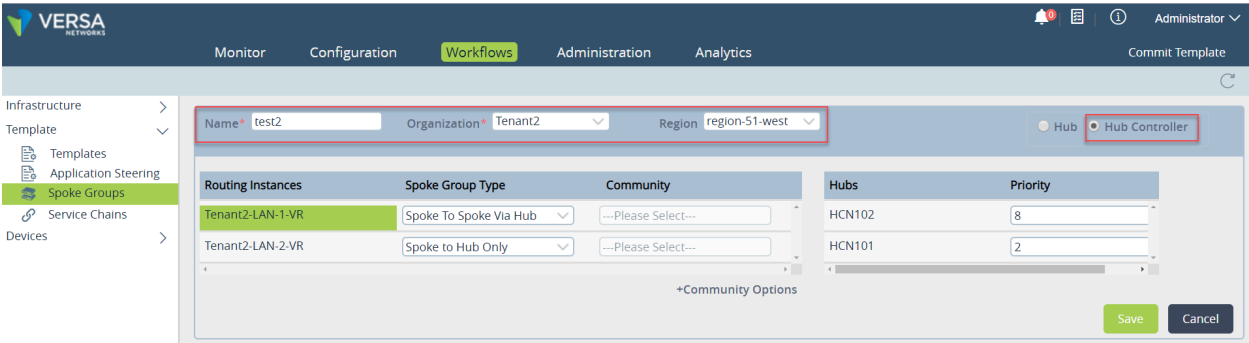 VERSA
NETWORKS
0
Administrator
Monitor Configuration Workflows Administration Analytics Commit Template
Infrastructure
Template
Templates
Application Steering
Spoke Groups
Service Chains
Devices
Name* test2 Organization* Tenant2 Region region-51-west Hub Hub Controller
Routing Instances Spoke Group Type Community Hubs Priority
Tenant2-LAN-1-VR Spoke To Spoke Via Hub ---Please Select--- HCN102 8
Tenant2-LAN-2-VR Spoke to Hub Only ---Please Select--- HCN101 2
+Community Options
Save Cancel